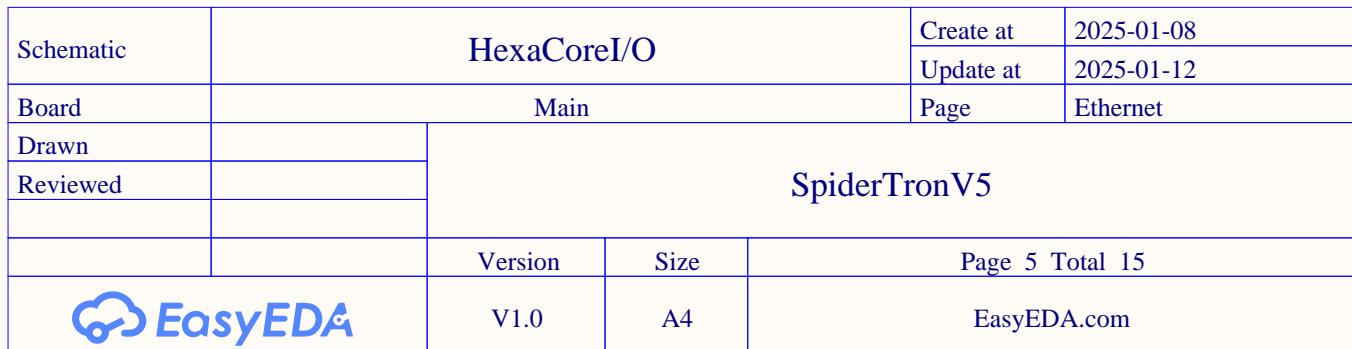 Schematic HexaCoreI/O Create at 2025-01-08
Update at 2025-01-12
Board Main Page Ethernet
Drawn
Reviewed SpiderTronV5
Version Size Page 5 Total 15
EasyEDA V1.0 A4 EasyEDA.com